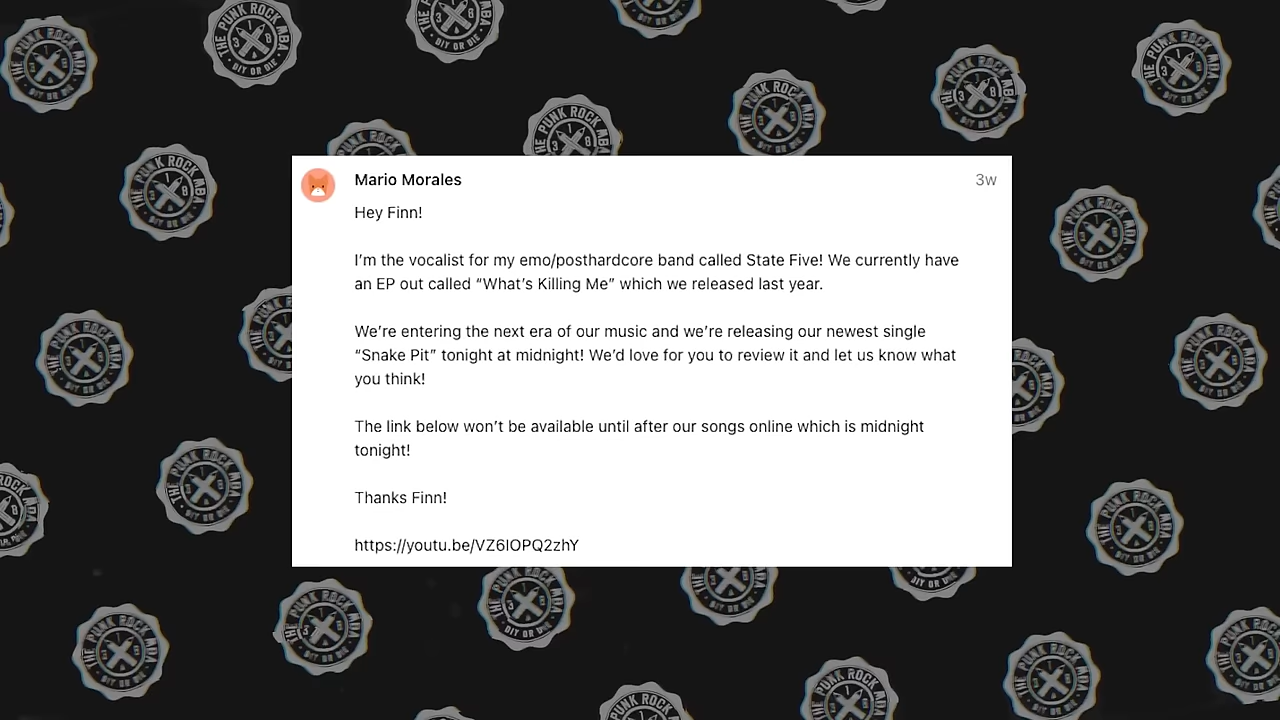 Mario Morales
3w
Hey Finn!
I'm the vocalist for my emo/posthardcore band called State Five! We currently have
an EP out called “What's Killing Me” which we released last year.
We're entering the next era of our music and we're releasing our newest single
“Snake Pit” tonight at midnight! We'd love for you to review it and let us know what
you think!
The link below won't be available until after our songs online which is midnight
tonight!
Thanks Finn!
https://youtu.be/VZ6lOPQ2zhY
THE PUNK ROCK MBA
DIY OR DIE